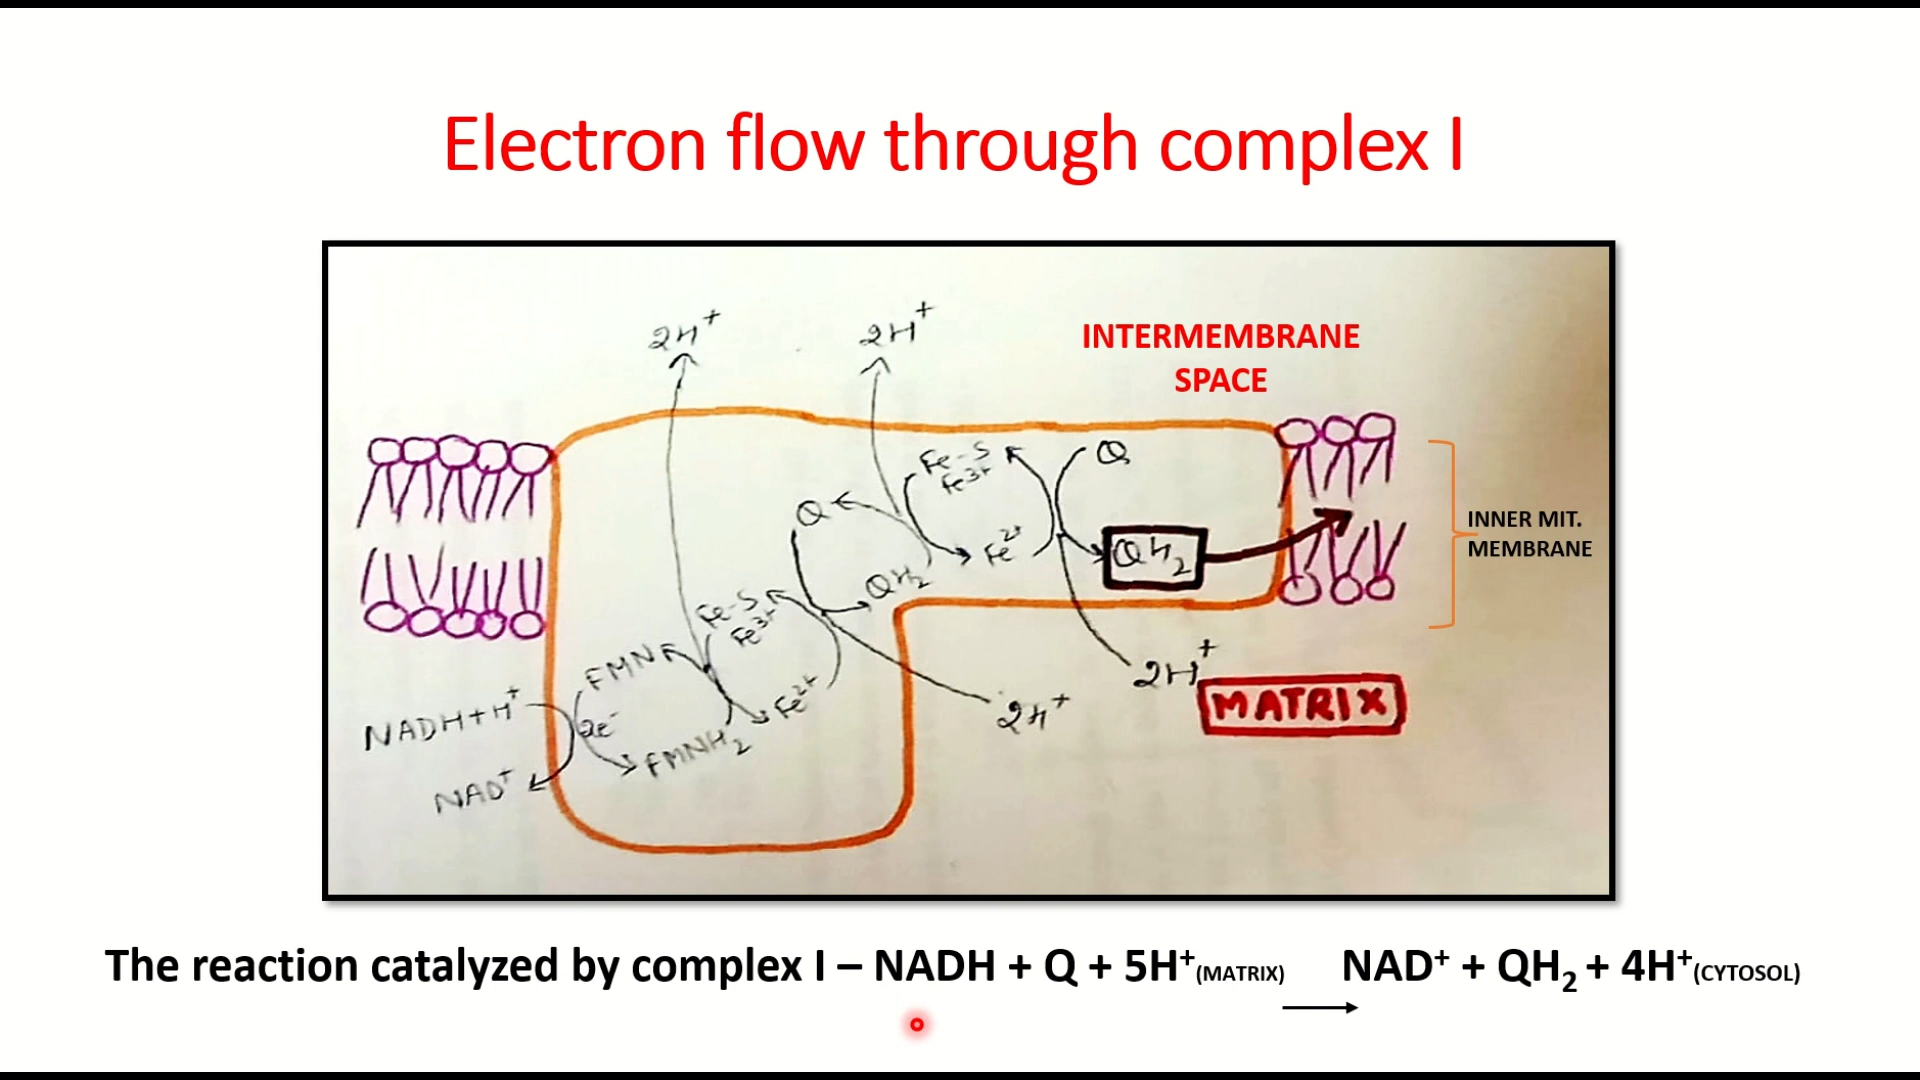 Electron flow through complex I
2H⁺
2H⁺
INTERMEMBRANE
SPACE
Fe-S
Fe³⁺
Q
Q
Fe²⁺
QH₂
INNER MIT.
MEMBRANE
QH₂
Fe-S
Fe³⁺
FMN
2H⁺
MATRIX
NADH+H⁺
2e⁻
Fe²⁺
2H⁺
FMNH₂
NAD⁺
The reaction catalyzed by complex I – NADH + Q + 5H⁺(MATRIX) ⟶ NAD⁺ + QH₂ + 4H⁺(CYTOSOL)